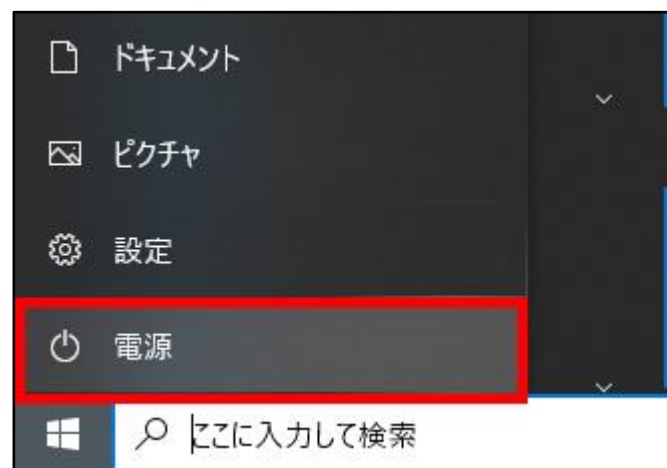 ドキュメント
ピクチャ
設定
電源
ここに入力して検索